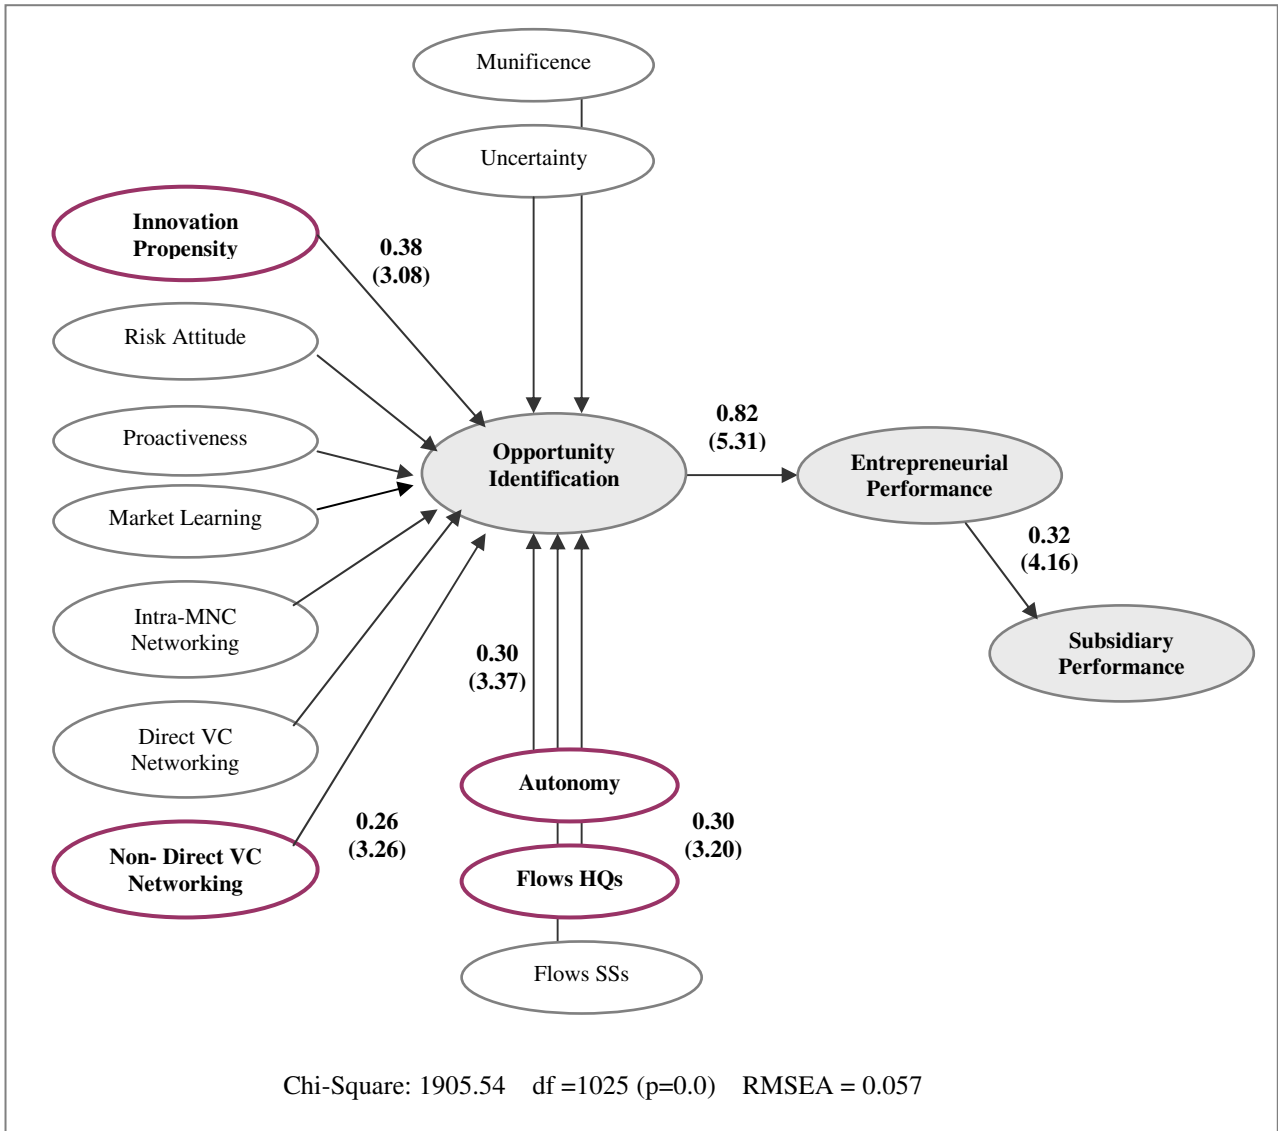 Munificence
Uncertainty
Innovation
Propensity
0.38
(3.08)
Risk Attitude
Proactiveness
Market Learning
Opportunity
Identification
0.82
(5.31)
Entrepreneurial
Performance
0.32
(4.16)
Subsidiary
Performance
Intra-MNC
Networking
Direct VC
Networking
Non- Direct VC
Networking
0.26
(3.26)
0.30
(3.37)
Autonomy
0.30
(3.20)
Flows HQs
Flows SSs
Chi-Square: 1905.54 df =1025 (p=0.0) RMSEA = 0.057